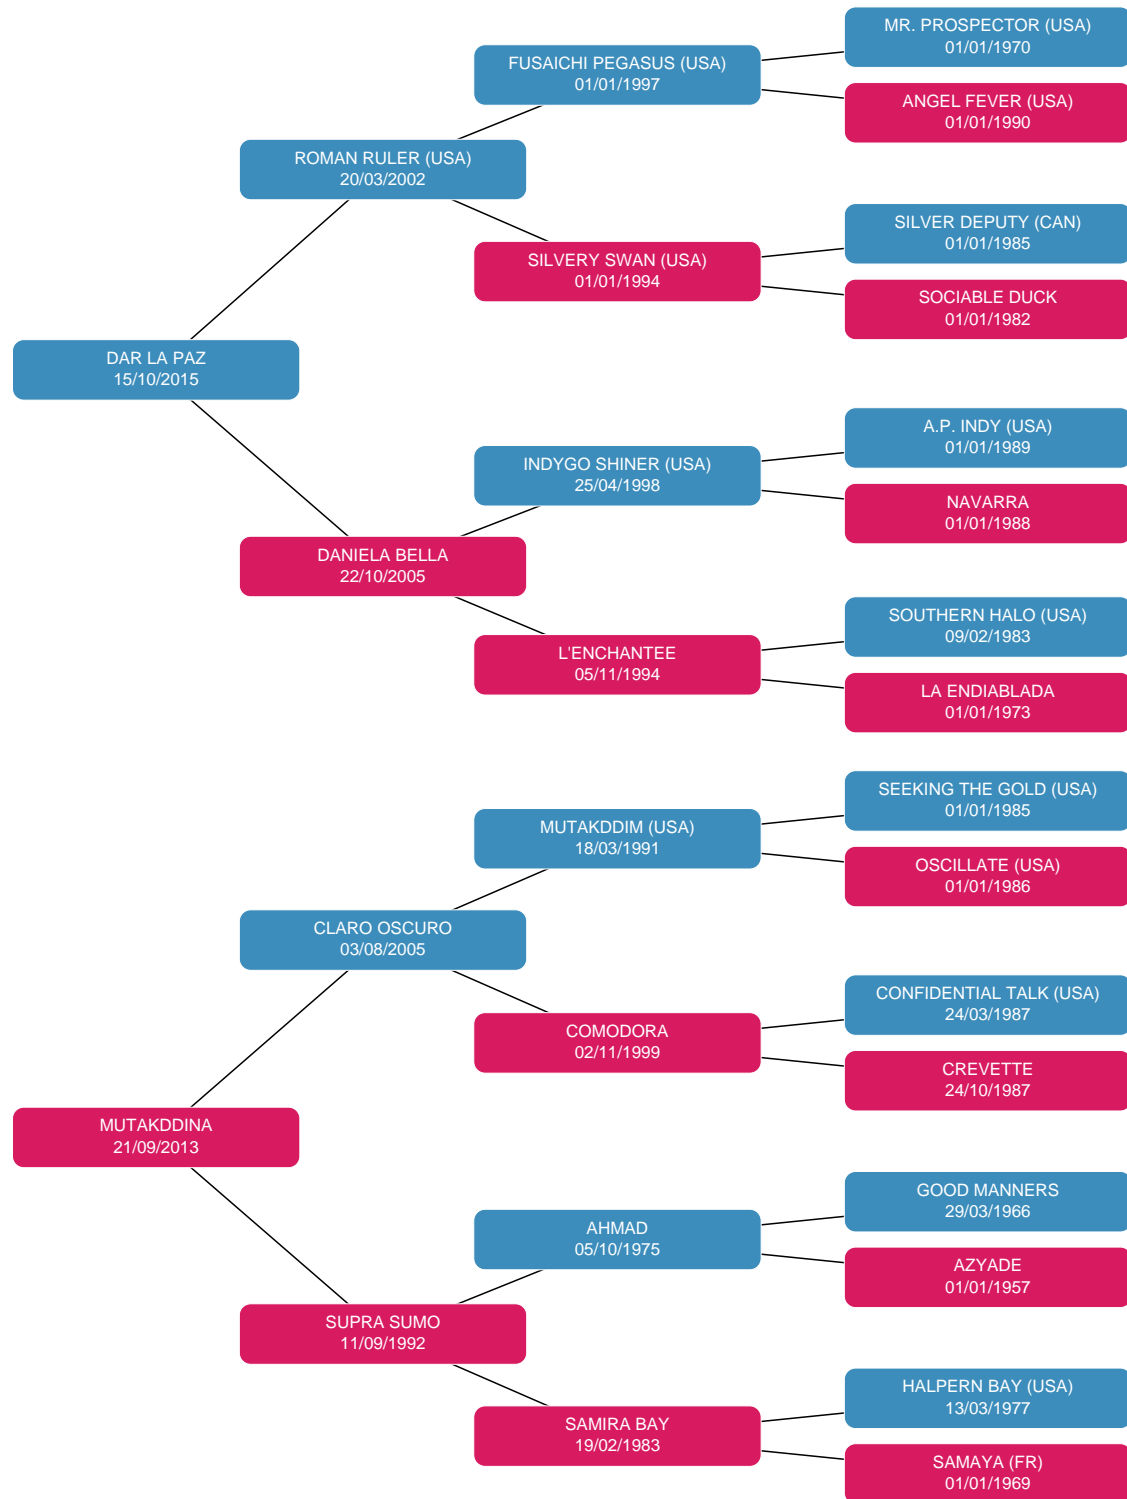 MR. PROSPECTOR (USA)
01/01/1970
FUSAICHI PEGASUS (USA)
01/01/1997
ANGEL FEVER (USA)
01/01/1990
ROMAN RULER (USA)
20/03/2002
SILVER DEPUTY (CAN)
01/01/1985
SILVERY SWAN (USA)
01/01/1994
SOCIABLE DUCK
01/01/1982
DAR LA PAZ
15/10/2015
A.P. INDY (USA)
01/01/1989
INDYGO SHINER (USA)
25/04/1998
NAVARRA
01/01/1988
DANIELA BELLA
22/10/2005
SOUTHERN HALO (USA)
09/02/1983
L'ENCHANTEE
05/11/1994
LA ENDIABLADA
01/01/1973
SEEKING THE GOLD (USA)
01/01/1985
MUTAKDDIM (USA)
18/03/1991
OSCILLATE (USA)
01/01/1986
CLARO OSCURO
03/08/2005
CONFIDENTIAL TALK (USA)
24/03/1987
COMODORA
02/11/1999
CREVETTE
24/10/1987
MUTAKDDINA
21/09/2013
GOOD MANNERS
29/03/1966
AHMAD
05/10/1975
AZYADE
01/01/1957
SUPRA SUMO
11/09/1992
HALPERN BAY (USA)
13/03/1977
SAMIRA BAY
19/02/1983
SAMAYA (FR)
01/01/1969